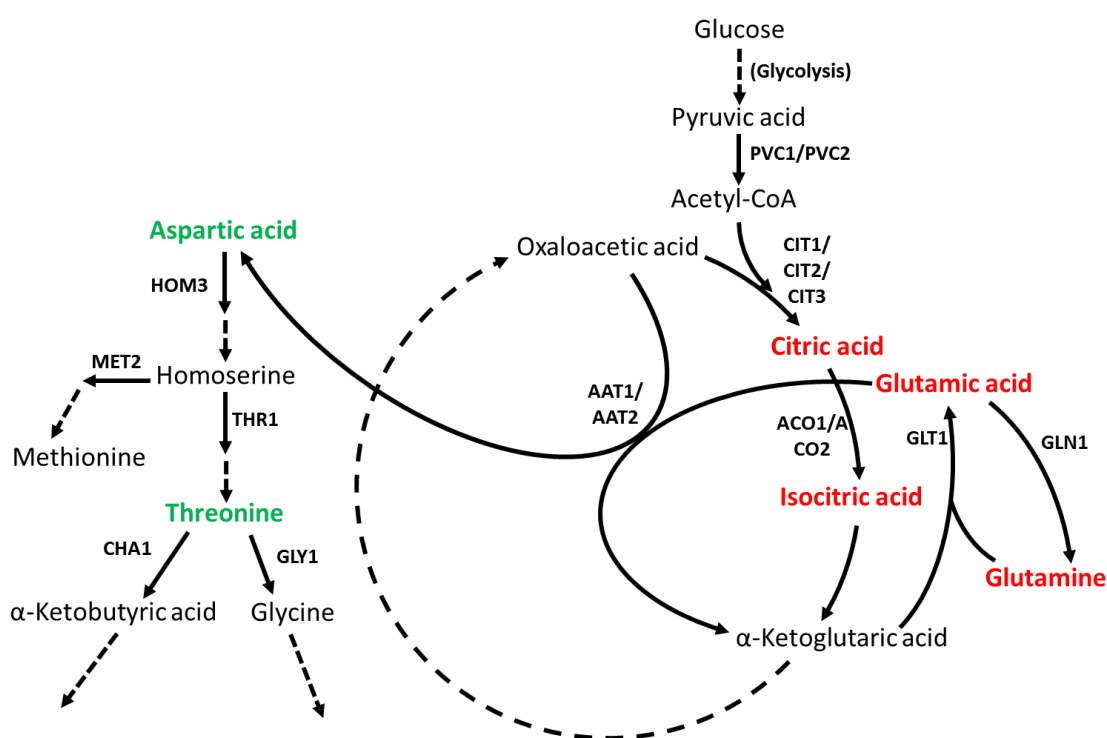 Glucose
(Glycolysis)
Pyruvic acid
PVC1/PVC2
Acetyl-CoA
Aspartic acid
Oxaloacetic acid
CIT1/
CIT2/
CIT3
HOM3
Citric acid
MET2
Homoserine
Glutamic acid
AAT1/
AAT2
THR1
ACO1/A
CO2
GLT1
GLN1
Methionine
Isocitric acid
Threonine
CHA1
GLY1
Glutamine
α-Ketobutyric acid
Glycine
α-Ketoglutaric acid